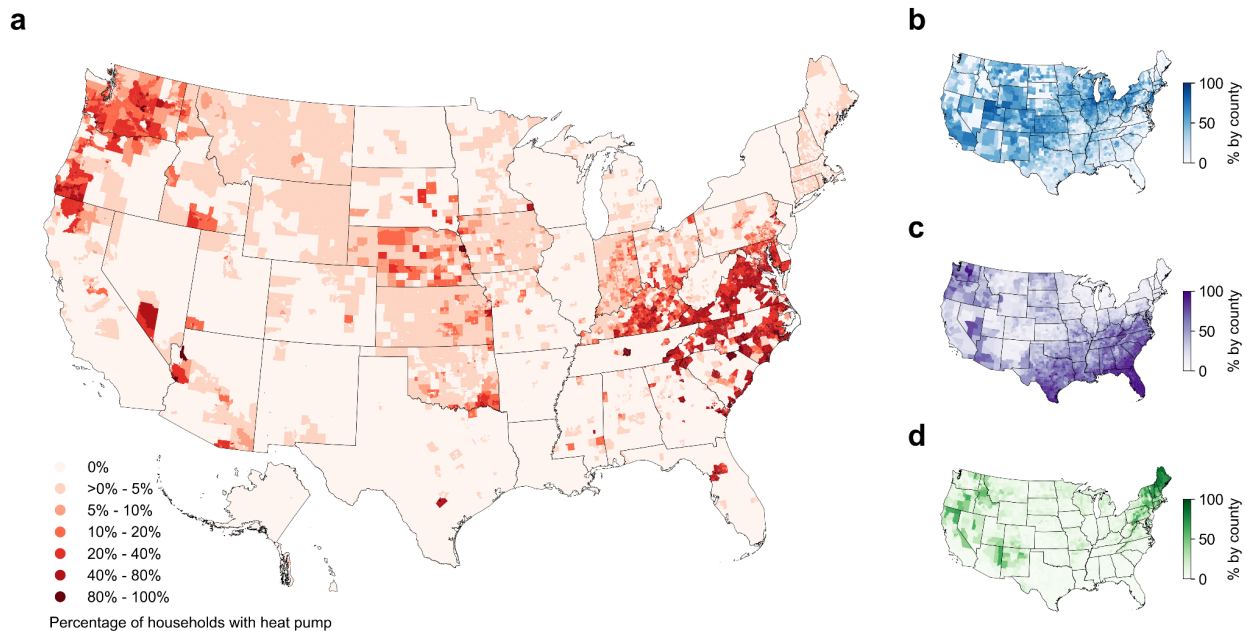 a
0%
>0% - 5%
5% - 10%
10% - 20%
20% - 40%
40% - 80%
80% - 100%
Percentage of households with heat pump
b
100
50
0
% by county
c
100
50
0
% by county
d
100
50
0
% by county